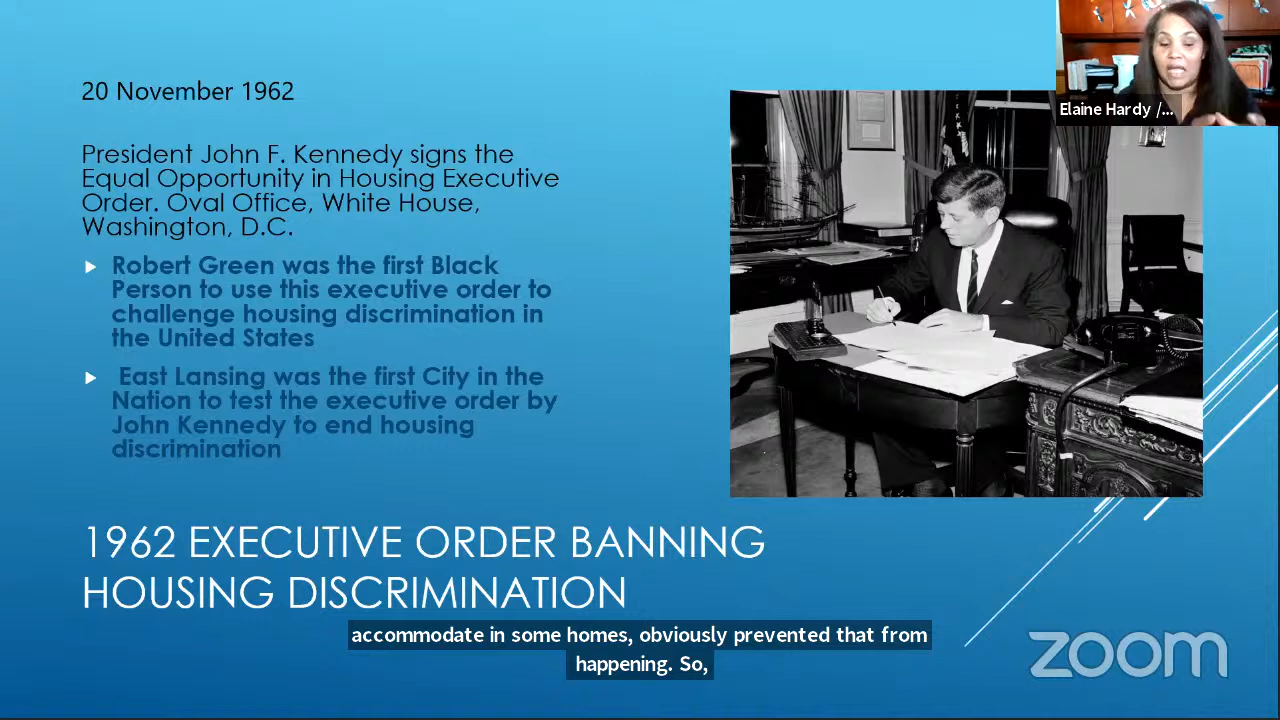 20 November 1962
Elaine Hardy /...
President John F. Kennedy signs the
Equal Opportunity in Housing Executive
Order. Oval Office, White House,
Washington, D.C.
Robert Green was the first Black
Person to use this executive order to
challenge housing discrimination in
the United States
East Lansing was the first City in the
Nation to test the executive order by
John Kennedy to end housing
discrimination
1962 EXECUTIVE ORDER BANNING
HOUSING DISCRIMINATION
accommodate in some homes, obviously prevented that from
happening. So,
zoom